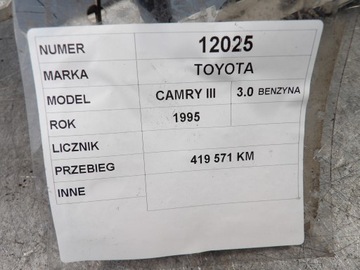 NUMER 12025
MARKA TOYOTA
MODEL CAMRY III 3.0 BENZYNA
ROK 1995
LICZNIK
PRZEBIEG 419 571 KM
INNE